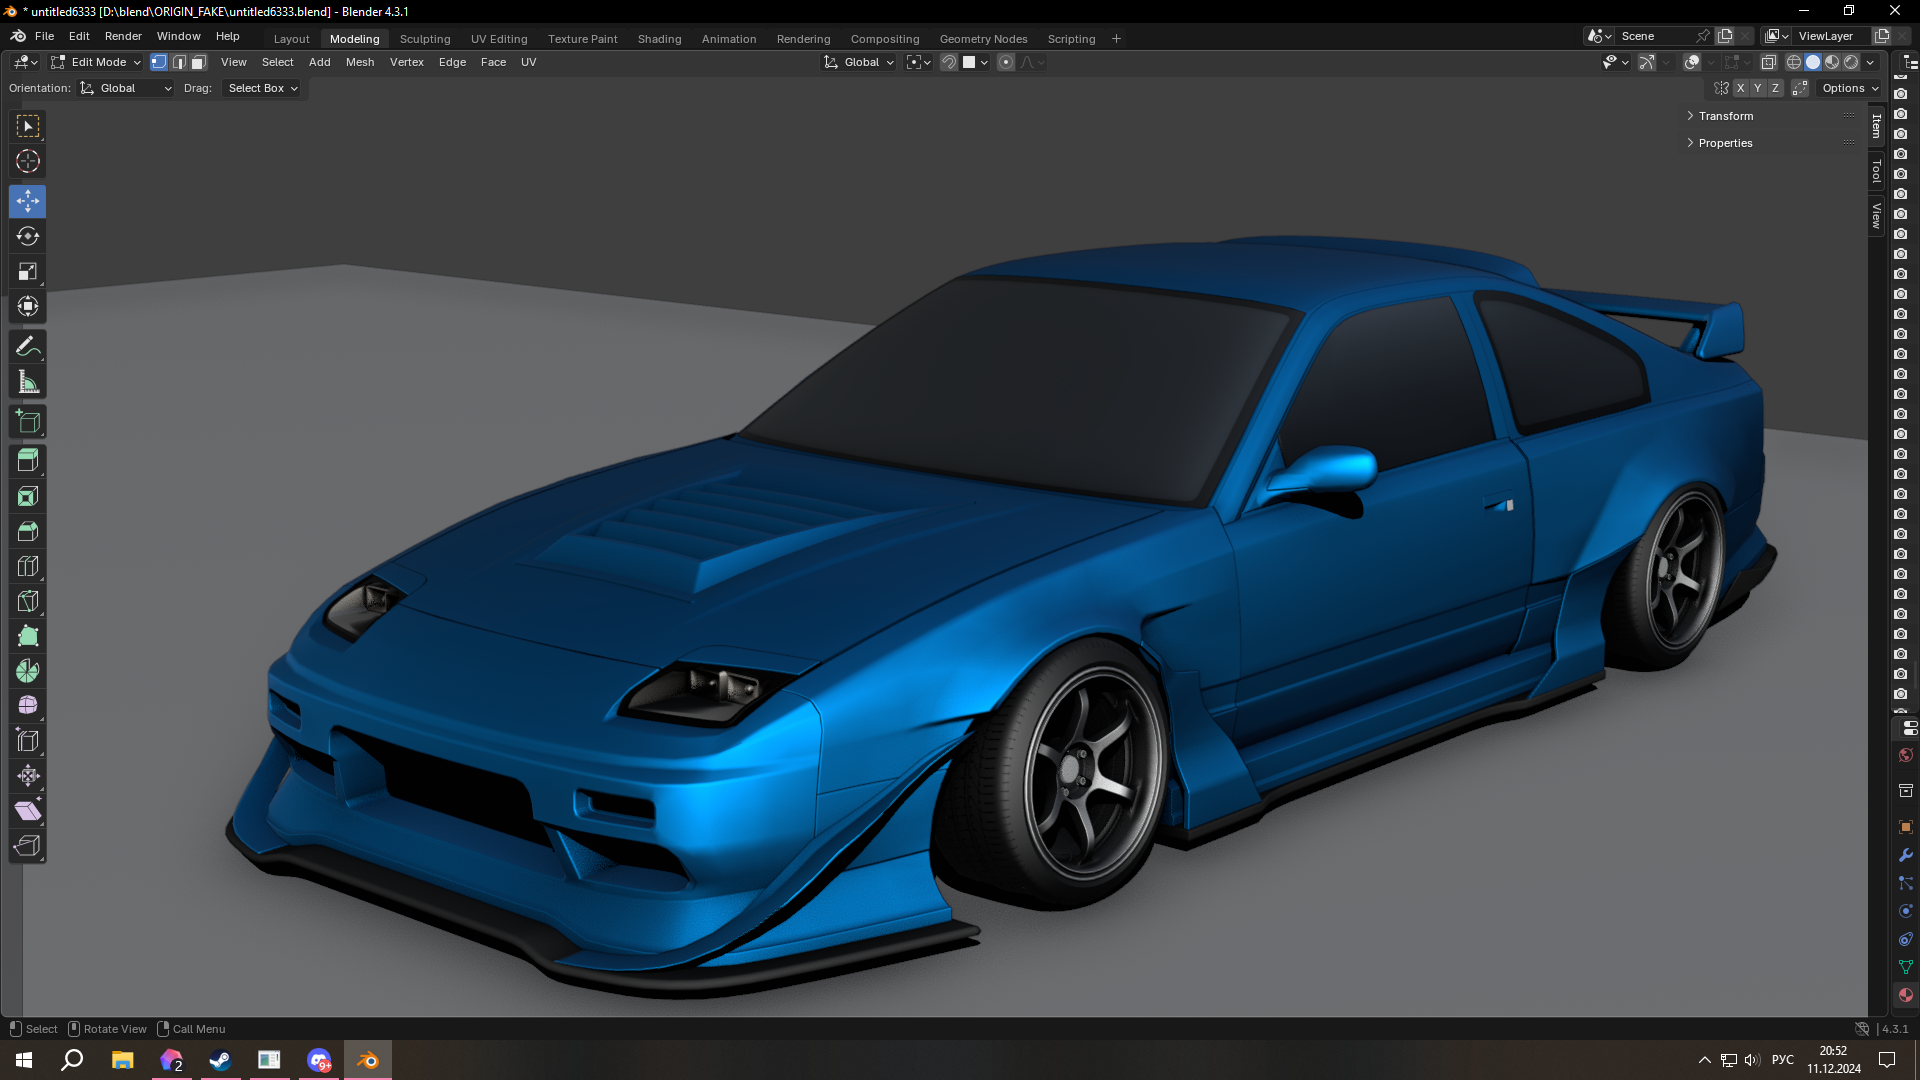 * untitled6333 [D:\blend\ORIGIN_FAKE\untitled6333.blend] - Blender 4.3.1
File Edit Render Window Help Layout Modeling Sculpting UV Editing Texture Paint Shading Animation Rendering Compositing Geometry Nodes Scripting + Scene ViewLayer
Edit Mode View Select Add Mesh Vertex Edge Face UV Global
Orientation: Global Drag: Select Box X Y Z Options
Transform
Properties
Item
Tool
View
Select Rotate View Call Menu 4.3.1
2 9+ РУС 20:52
11.12.2024